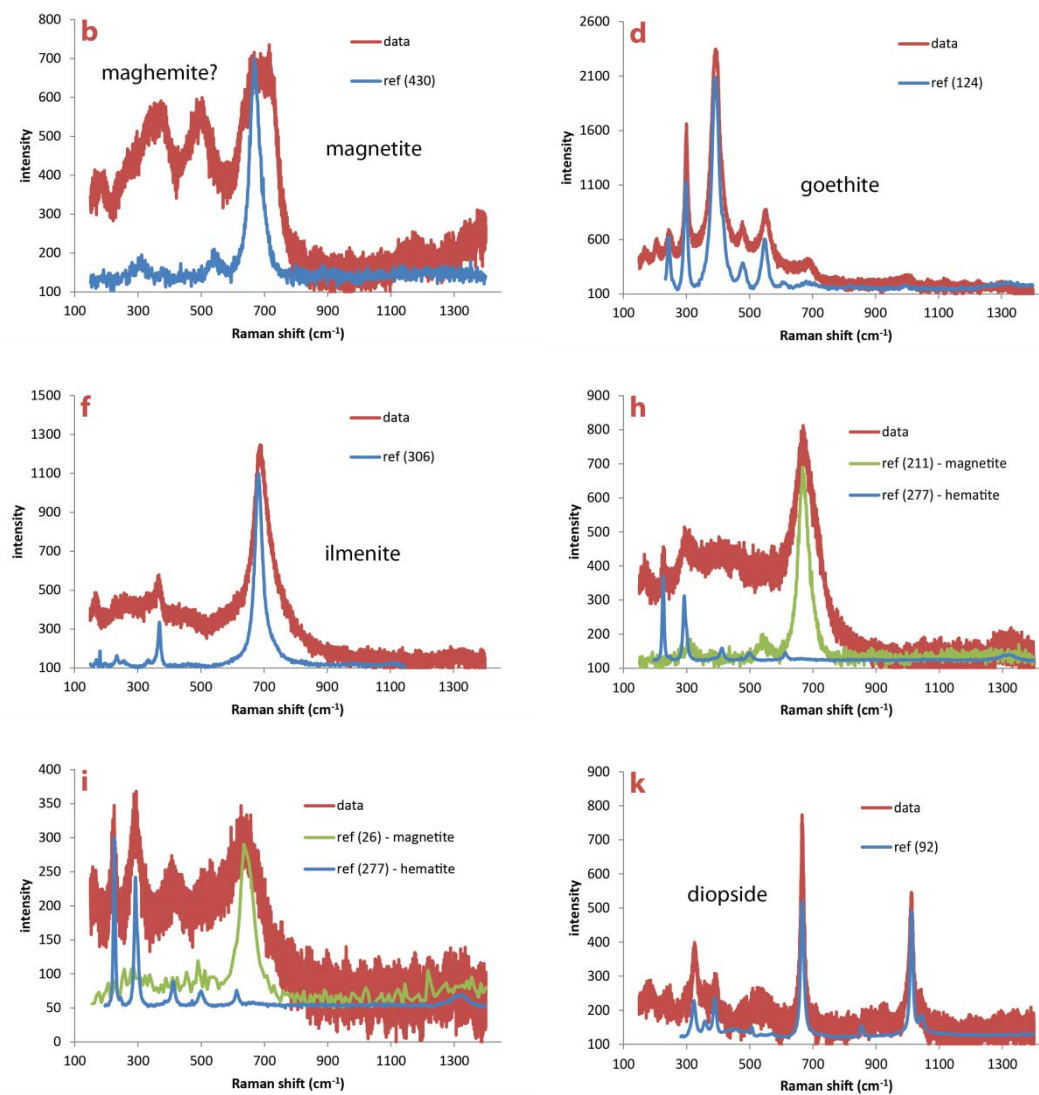 b
800
700
600
500
400
300
200
100
intensity
100 300 500 700 900 1100 1300
Raman shift (cm⁻¹)
data
ref (430)
maghemite?
magnetite
d
2600
2100
1600
1100
600
100
intensity
100 300 500 700 900 1100 1300
Raman shift (cm⁻¹)
data
ref (124)
goethite
f
1500
1300
1100
900
700
500
300
100
intensity
100 300 500 700 900 1100 1300
Raman shift (cm⁻¹)
data
ref (306)
ilmenite
h
900
800
700
600
500
400
300
200
100
intensity
100 300 500 700 900 1100 1300
Raman shift (cm⁻¹)
data
ref (211) - magnetite
ref (277) - hematite
i
400
350
300
250
200
150
100
50
0
intensity
100 300 500 700 900 1100 1300
Raman shift (cm⁻¹)
data
ref (26) - magnetite
ref (277) - hematite
k
900
800
700
600
500
400
300
200
100
intensity
100 300 500 700 900 1100 1300
Raman shift (cm⁻¹)
data
ref (92)
diopside